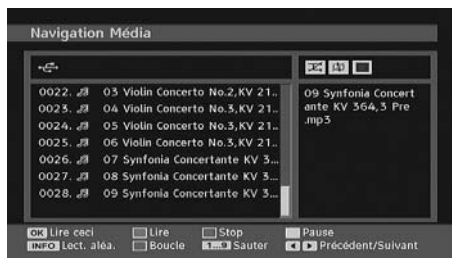 Navigation Média
0022. 03 Violin Concerto No.2,KV 21..
0023. 04 Violin Concerto No.3,KV 21..
0024. 05 Violin Concerto No.3,KV 21..
0025. 06 Violin Concerto No.3,KV 21..
0026. 07 Synfonia Concertante KV 3...
0027. 08 Synfonia Concertante KV 3...
0028. 09 Synfonia Concertante KV 3...
09 Synfonia Concert
ante KV 364,3 Pre
.mp3
OK Lire ceci Lire Stop Pause
INFO Lect. aléa. Boucle 1...9 Sauter Précédent/Suivant